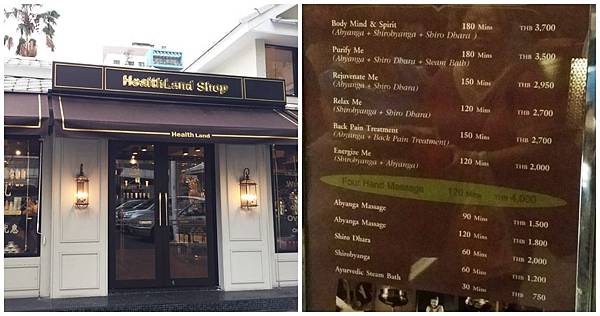 HealthLand Shop
Health Land
Body Mind & Spirit 180 Mins THB 3,700
(Abyanga + Shirobyanga + Shiro Dhara )
Purify Me 180 Mins THB 3,500
(Abyanga + Shiro Dhara + Steam Bath)
Rejuvenate Me 150 Mins THB 2,950
(Abyanga + Shiro Dhara)
Relax Me 120 Mins THB 2,700
(Shirobyanga + Shiro Dhara)
Back Pain Treatment 150 Mins THB 2,700
(Abyanga + Back Pain Treatment)
Energize Me 120 Mins THB 2,000
(Shirobyanga + Abyanga)
Four Hand Massage 120 Mins THB 4,000
Abyanga Massage 90 Mins THB 1,500
Abyanga Massage 120 Mins THB 1,800
Shiro Dhara 60 Mins THB 2,000
Shirobyanga 60 Mins THB 1,200
Ayurvedic Steam Bath 30 Mins THB 750